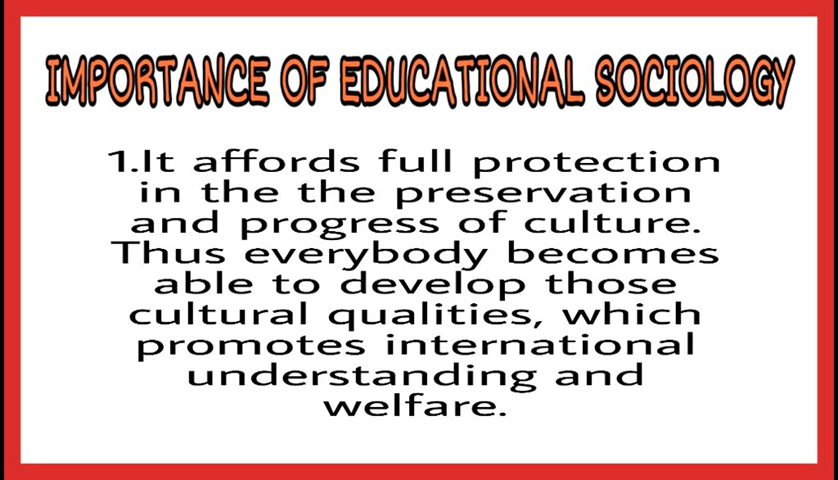 IMPORTANCE OF EDUCATIONAL SOCIOLOGY
1.It affords full protection
in the the preservation
and progress of culture.
Thus everybody becomes
able to develop those
cultural qualities, which
promotes international
understanding and
welfare.